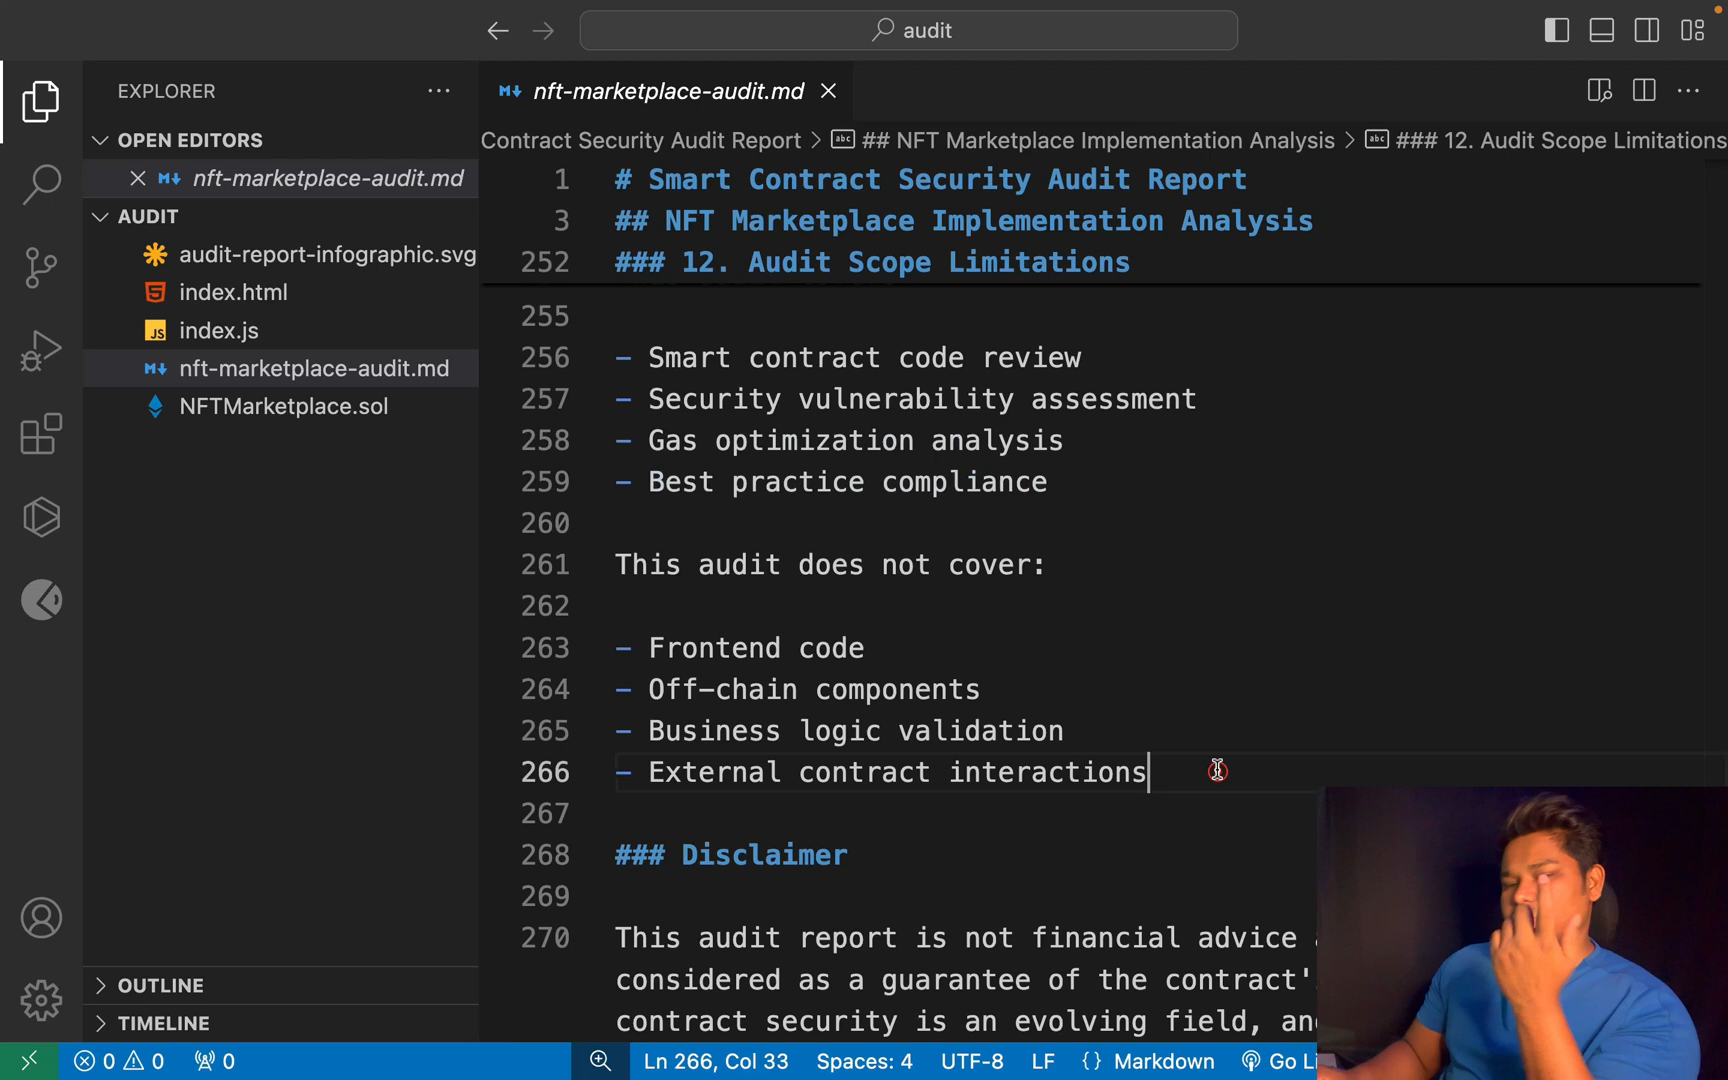 audit
EXPLORER
nft-marketplace-audit.md
OPEN EDITORS
Contract Security Audit Report > ## NFT Marketplace Implementation Analysis > ### 12. Audit Scope Limitations
nft-marketplace-audit.md
1 # Smart Contract Security Audit Report
AUDIT
3 ## NFT Marketplace Implementation Analysis
audit-report-infographic.svg
252 ### 12. Audit Scope Limitations
index.html
255
index.js
256 - Smart contract code review
nft-marketplace-audit.md
257 - Security vulnerability assessment
NFTMarketplace.sol
258 - Gas optimization analysis
259 - Best practice compliance
260
261 This audit does not cover:
262
263 - Frontend code
264 - Off-chain components
265 - Business logic validation
266 - External contract interactions
267
268 ### Disclaimer
269
270 This audit report is not financial advice
considered as a guarantee of the contract'
OUTLINE
contract security is an evolving field,
TIMELINE
0 0 0 Ln 266, Col 33 Spaces: 4 UTF-8 LF {} Markdown Go